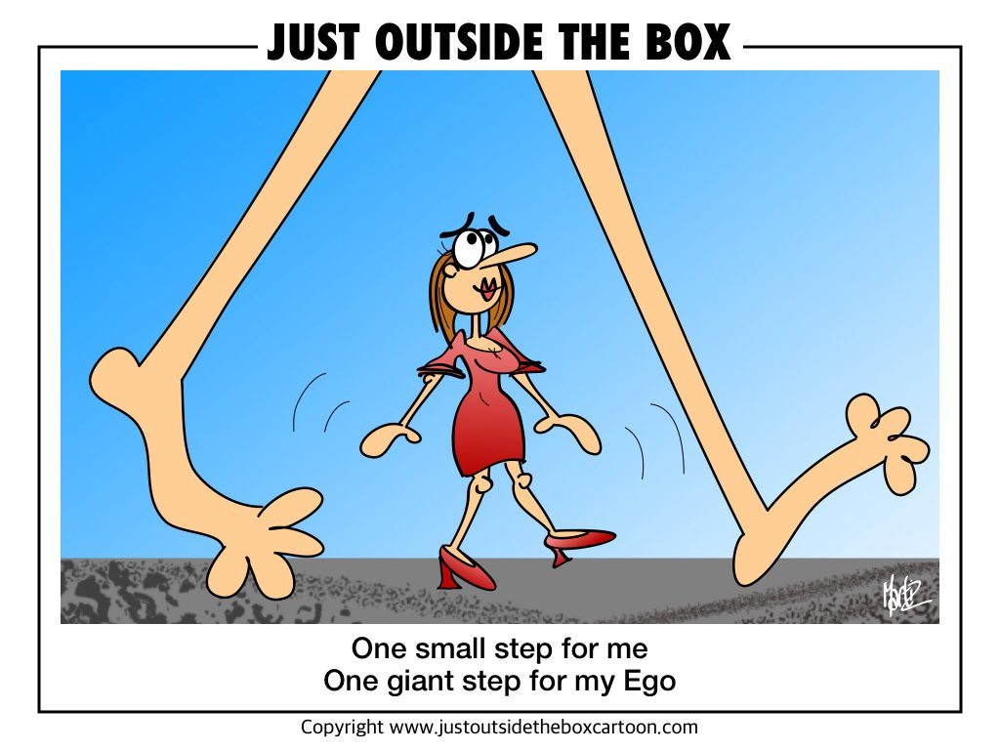 JUST OUTSIDE THE BOX
One small step for me
One giant step for my Ego
Copyright www.justoutsidetheboxcartoon.com